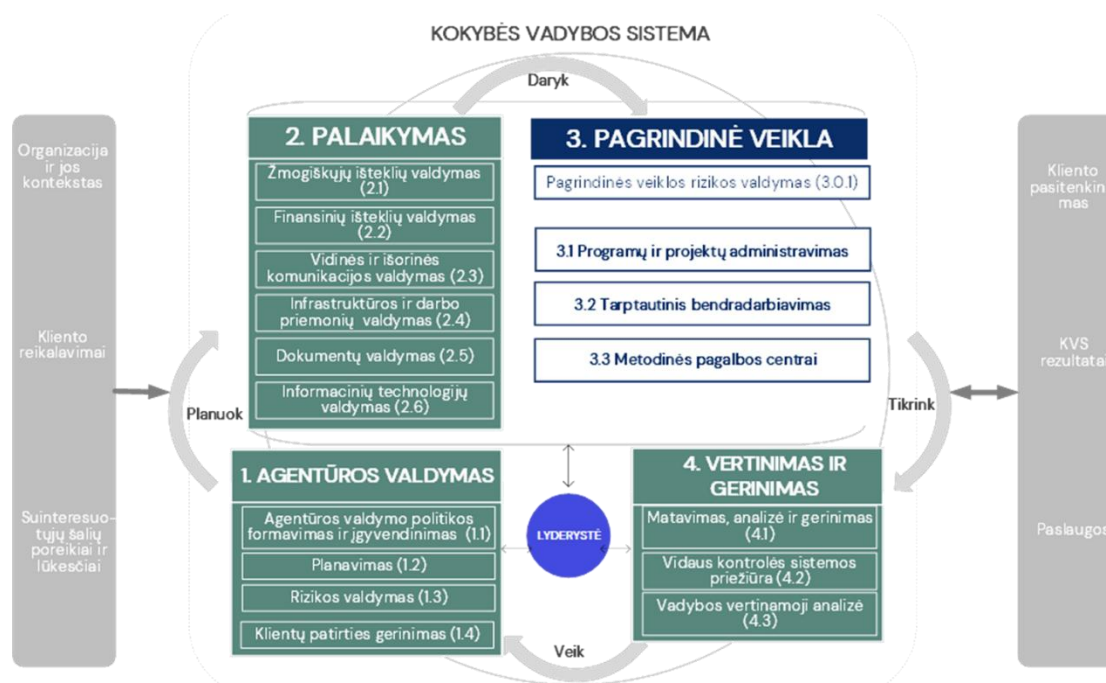 KOKYBĖS VADYBOS SISTEMA
Daryk
Organizacija
ir jos
kontekstas
Kliento
reikalavimai
Suinteresuo-
tųjų šalių
poreikiai ir
lūkesčiai
Planuok
2. PALAIKYMAS
Žmogiškųjų išteklių valdymas
(2.1)
Finansinių išteklių valdymas
(2.2)
Vidinės ir išorinės
komunikacijos valdymas (2.3)
Infrastruktūros ir darbo
priemonių valdymas (2.4)
Dokumentų valdymas (2.5)
Informacinių technologijų
valdymas (2.6)
3. PAGRINDINĖ VEIKLA
Pagrindinės veiklos rizikos valdymas (3.0.1)
3.1 Programų ir projektų administravimas
3.2 Tarptautinis bendradarbiavimas
3.3 Metodinės pagalbos centrai
Tikrink
Kliento
pasitenkini
mas
KVS
rezultatai
Paslaugos
1. AGENTŪROS VALDYMAS
Agentūros valdymo politikos
formavimas ir įgyvendinimas (1.1)
Planavimas (1.2)
Rizikos valdymas (1.3)
Klientų patirties gerinimas (1.4)
LYDERYSTĖ
4. VERTINIMAS IR
GERINIMAS
Matavimas, analizė ir gerinimas
(4.1)
Vidaus kontrolės sistemos
priežiūra (4.2)
Vadybos vertinamoji analizė
(4.3)
Veik